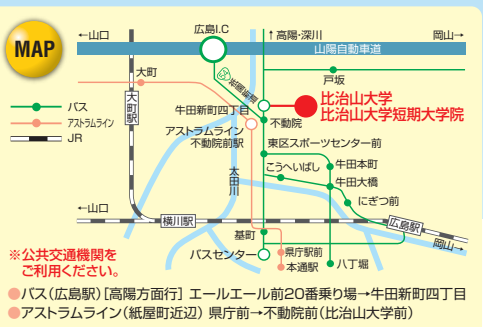 MAP
←山口
広島I.C
↑高陽・深川
岡山→
山陽自動車道
大町
戸坂
バス
アストラムライン
JR
大町駅
牛田新町四丁目
不動院
アストラムライン
不動院前駅
比治山大学
比治山大学短期大学院
東区スポーツセンター前
太田川
こうへいばし
牛田本町
牛田大橋
にぎつ前
←山口
横川駅
広島駅
岡山→
基町
バスセンター
県庁駅前
本通駅
八丁堀
※公共交通機関を
ご利用ください。
●バス(広島駅)[高陽方面行] エールエール前20番乗り場→牛田新町四丁目
●アストラムライン(紙屋町近辺) 県庁前→不動院前(比治山大学前)